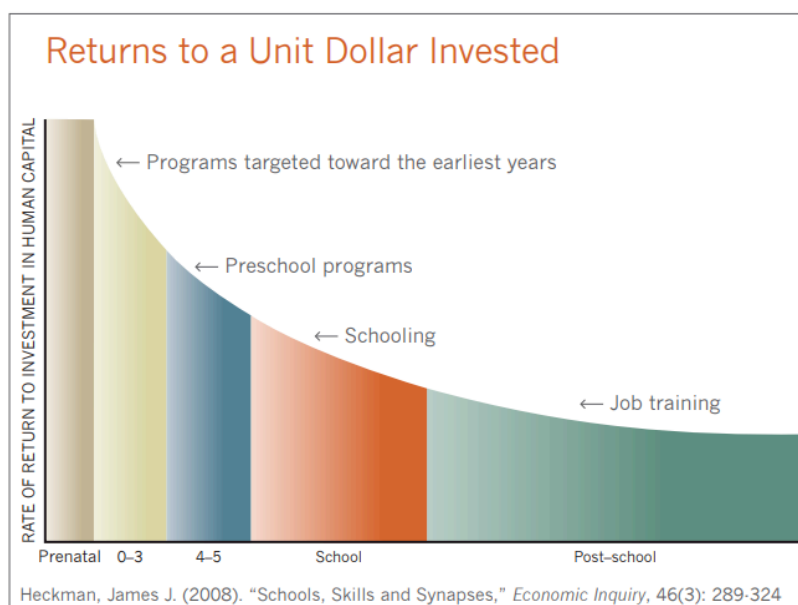 Returns to a Unit Dollar Invested
RATE OF RETURN TO INVESTMENT IN HUMAN CAPITAL
← Programs targeted toward the earliest years
← Preschool programs
← Schooling
← Job training
Prenatal 0–3 4–5 School Post–school
Heckman, James J. (2008). “Schools, Skills and Synapses,” Economic Inquiry, 46(3): 289-324